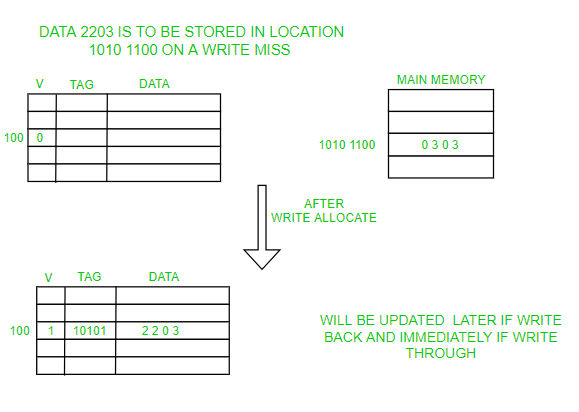 DATA 2203 IS TO BE STORED IN LOCATION
1010 1100 ON A WRITE MISS
V TAG DATA
100 0
MAIN MEMORY
1010 1100 0 3 0 3
AFTER
WRITE ALLOCATE
V TAG DATA
100 1 10101 2 2 0 3
WILL BE UPDATED LATER IF WRITE
BACK AND IMMEDIATELY IF WRITE
THROUGH